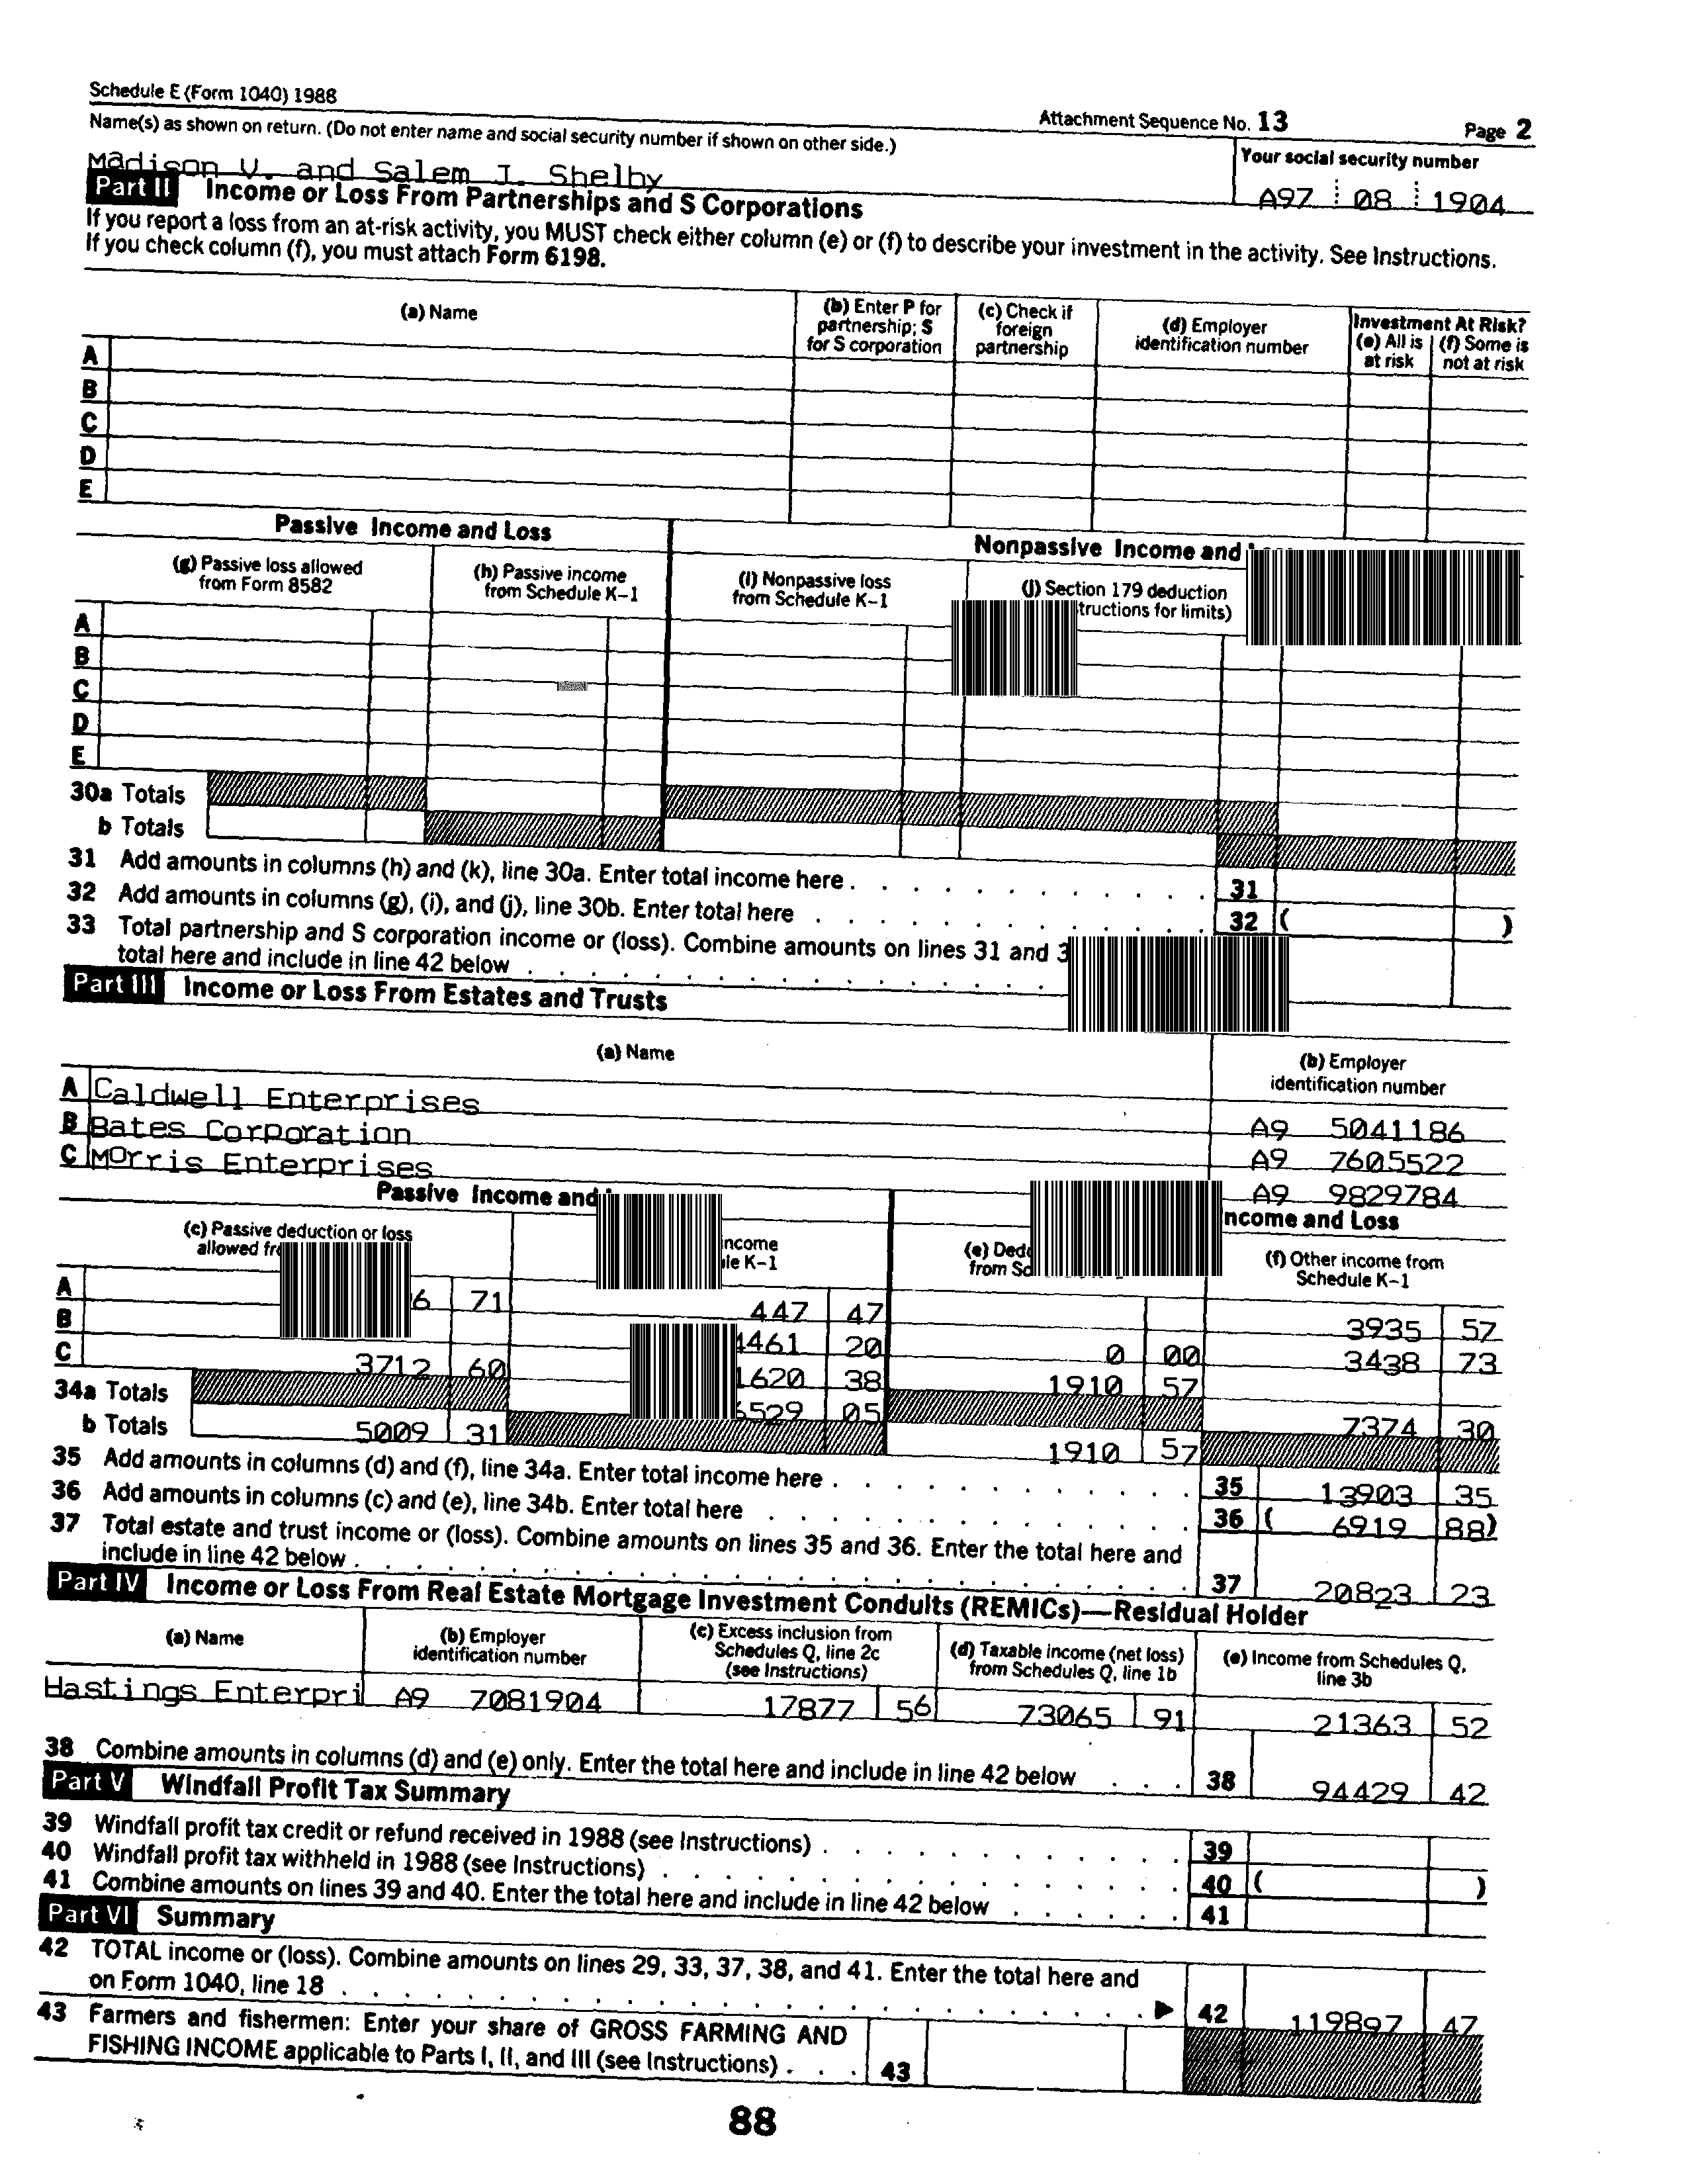 Schedule E (Form 1040) 1988
Attachment Sequence No. 13 Page 2
Name(s) as shown on return. (Do not enter name and social security number if shown on other side.) Your social security number
Madison V. and Salem I. Shelby A97 08 1904
Part II Income or Loss From Partnerships and S Corporations
If you report a loss from an at-risk activity, you MUST check either column (e) or (f) to describe your investment in the activity. See Instructions.
If you check column (f), you must attach Form 6198.
(a) Name
(b) Enter P for partnership; S for S corporation
(c) Check if foreign partnership
(d) Employer identification number
Investment At Risk?
(e) All is at risk
(f) Some is not at risk
A
B
C
D
E
Passive Income and Loss
Nonpassive Income and
(g) Passive loss allowed from Form 8582
(h) Passive income from Schedule K–1
(i) Nonpassive loss from Schedule K–1
(j) Section 179 deduction
tructions for limits)
A
B
C
D
E
30a Totals
b Totals
31 Add amounts in columns (h) and (k), line 30a. Enter total income here . 31
32 Add amounts in columns (g), (i), and (j), line 30b. Enter total here . 32 ( )
33 Total partnership and S corporation income or (loss). Combine amounts on lines 31 and
total here and include in line 42 below
Part III Income or Loss From Estates and Trusts
(a) Name
(b) Employer identification number
A Caldwell Enterprises A9 5041186
B Bates Corporation A9 7605522
C Morris Enterprises A9 9829784
Passive Income and
ncome and Loss
(c) Passive deduction or loss allowed
ncome
le K–1
(e)
from
(f) Other income from Schedule K–1
A 6 71 447 47 3935 57
B 4461 20 0 00 3438 73
C 3712 60 1620 38 1910 57
34a Totals 6529 05 7374 30
b Totals 5009 31 1910 57
35 Add amounts in columns (d) and (f), line 34a. Enter total income here . 35 13903 35
36 Add amounts in columns (c) and (e), line 34b. Enter total here . 36 ( 6919 88)
37 Total estate and trust income or (loss). Combine amounts on lines 35 and 36. Enter the total here and
include in line 42 below . 37 20823 23
Part IV Income or Loss From Real Estate Mortgage Investment Conduits (REMICs)—Residual Holder
(a) Name
(b) Employer identification number
(c) Excess inclusion from Schedules Q, line 2c (see Instructions)
(d) Taxable income (net loss) from Schedules Q, line 1b
(e) Income from Schedules Q, line 3b
Hastings Enterpri A9 7081904 17877 56 73065 91 21363 52
38 Combine amounts in columns (d) and (e) only. Enter the total here and include in line 42 below . . . 38 94429 42
Part V Windfall Profit Tax Summary
39 Windfall profit tax credit or refund received in 1988 (see Instructions) . 39
40 Windfall profit tax withheld in 1988 (see Instructions) . 40 ( )
41 Combine amounts on lines 39 and 40. Enter the total here and include in line 42 below . 41
Part VI Summary
42 TOTAL income or (loss). Combine amounts on lines 29, 33, 37, 38, and 41. Enter the total here and
on Form 1040, line 18 . ▶ 42 119897 47
43 Farmers and fishermen: Enter your share of GROSS FARMING AND
FISHING INCOME applicable to Parts I, II, and III (see Instructions) . . . 43
88